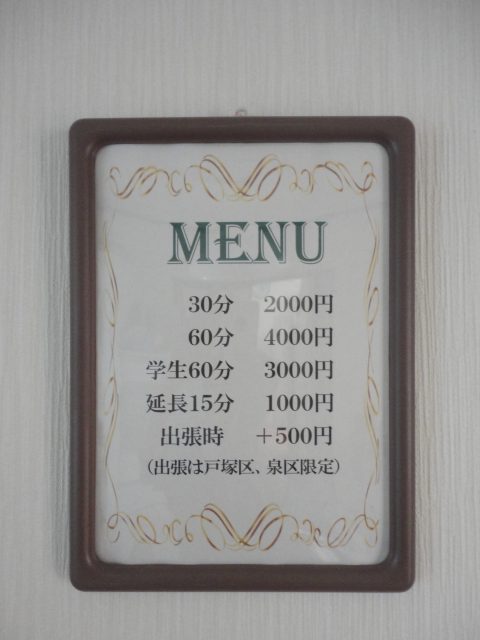 MENU
30分 2000円
60分 4000円
学生60分 3000円
延長15分 1000円
出張時 +500円
(出張は戸塚区、泉区限定)